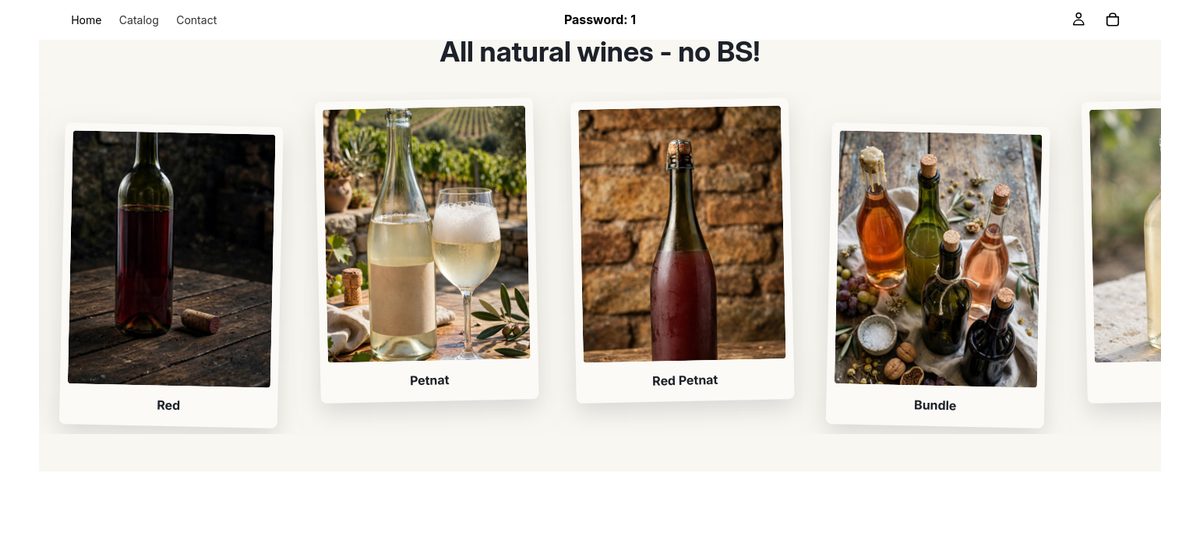 Home Catalog Contact
Password: 1
All natural wines - no BS!
Red
Petnat
Red Petnat
Bundle